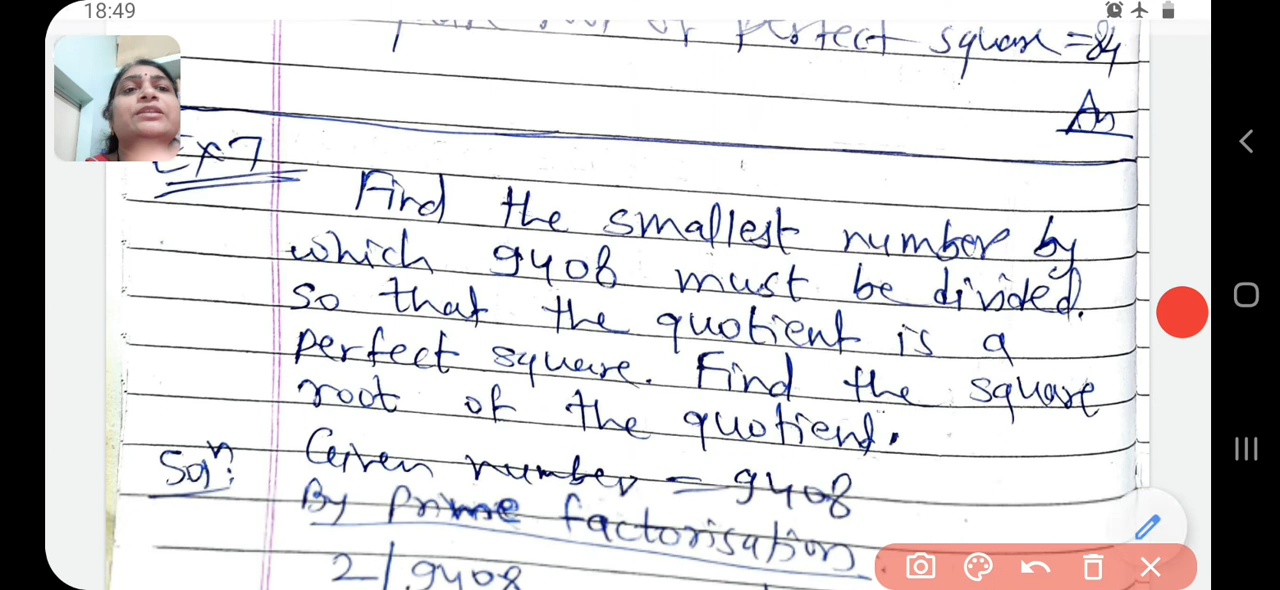 18:49
perfect square = 84
Ans
Ex 7
Find the smallest number by
which 9408 must be divided.
so that the quotient is a
perfect square. Find the square
root of the quotient.
Solⁿ: Given number = 9408
By Prime factorisation
2 | 9408